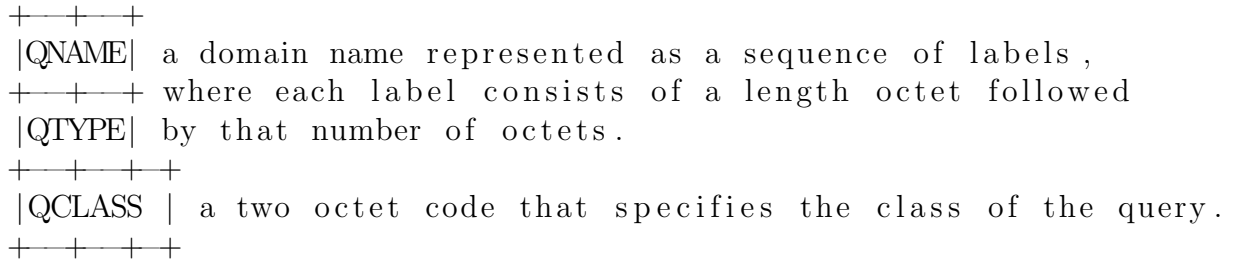 +—+—+
|QNAME| a domain name represented as a sequence of labels,
+—+—+ where each label consists of a length octet followed
|QTYPE| by that number of octets.
+—+—+—+
|QCLASS | a two octet code that specifies the class of the query.
+—+—+—+